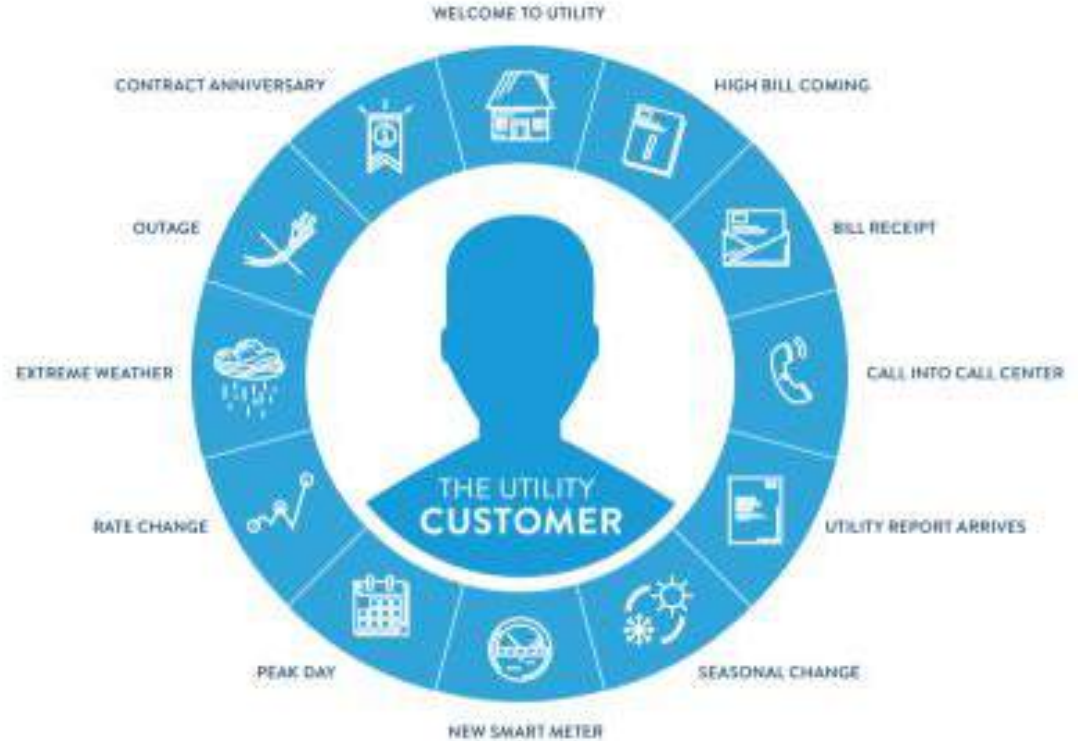 WELCOME TO UTILITY
HIGH BILL COMING
BILL RECEIPT
CALL INTO CALL CENTER
UTILITY REPORT ARRIVES
SEASONAL CHANGE
NEW SMART METER
PEAK DAY
RATE CHANGE
EXTREME WEATHER
OUTAGE
CONTRACT ANNIVERSARY
THE UTILITY
CUSTOMER